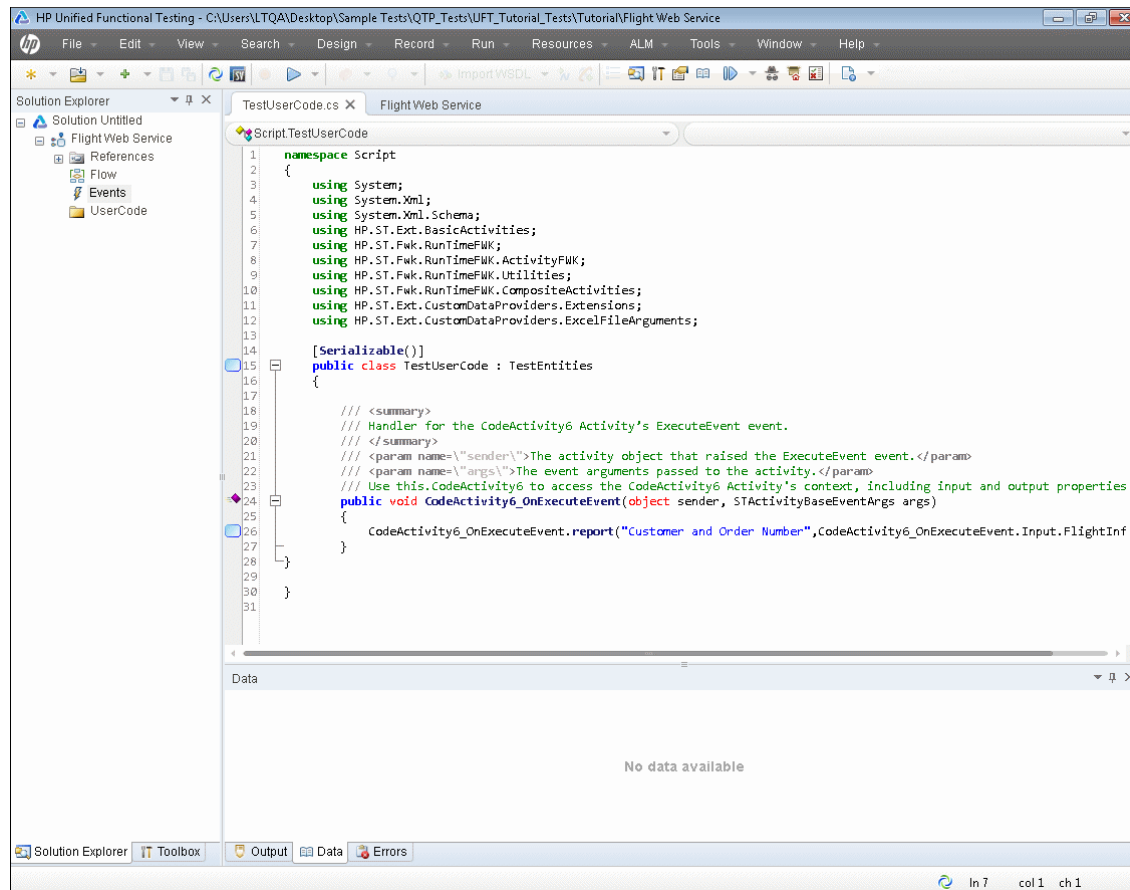 HP Unified Functional Testing - C:\Users\LTQA\Desktop\Sample Tests\QTP_Tests\UFT_Tutorial_Tests\Tutorial\Flight Web Service
hp File Edit View Search Design Record Run Resources ALM Tools Window Help
SV Import WSDL
Solution Explorer
TestUserCode.cs Flight Web Service
Solution Untitled
Flight Web Service
References
Flow
Events
UserCode
Script.TestUserCode
1 namespace Script
2 {
3 using System;
4 using System.Xml;
5 using System.Xml.Schema;
6 using HP.ST.Ext.BasicActivities;
7 using HP.ST.Fwk.RunTimeFWK;
8 using HP.ST.Fwk.RunTimeFWK.ActivityFWK;
9 using HP.ST.Fwk.RunTimeFWK.Utilities;
10 using HP.ST.Fwk.RunTimeFWK.CompositeActivities;
11 using HP.ST.Ext.CustomDataProviders.Extensions;
12 using HP.ST.Ext.CustomDataProviders.ExcelFileArguments;
13
14 [Serializable()]
15 public class TestUserCode : TestEntities
16 {
17
18 /// <summary>
19 /// Handler for the CodeActivity6 Activity’s ExecuteEvent event.
20 /// </summary>
21 /// <param name=\"sender\">The activity object that raised the ExecuteEvent event.</param>
22 /// <param name=\"args\">The event arguments passed to the activity.</param>
23 /// Use this.CodeActivity6 to access the CodeActivity6 Activity's context, including input and output properties
24 public void CodeActivity6_OnExecuteEvent(object sender, STActivityBaseEventArgs args)
25 {
26 CodeActivity6_OnExecuteEvent.report("Customer and Order Number",CodeActivity6_OnExecuteEvent.Input.FlightInf
27 }
28 }
29
30 }
31
Data
No data available
Solution Explorer Toolbox Output Data Errors
ln 7 col 1 ch 1